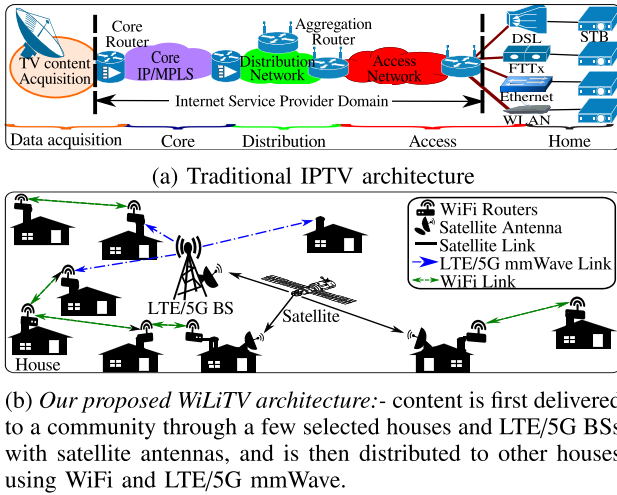 Core
Router
Aggregation
Router
DSL
STB
TV content
Acquisition
Core
IP/MPLS
Distribution
Network
Access
Network
FTTx
Ethernet
WLAN
Internet Service Provider Domain
Data acquisition
Core
Distribution
Access
Home
(a) Traditional IPTV architecture
WiFi Routers
Satellite Antenna
Satellite Link
LTE/5G mmWave Link
WiFi Link
LTE/5G BS
Satellite
House
(b) Our proposed WiLiTV architecture:- content is first delivered
to a community through a few selected houses and LTE/5G BSs
with satellite antennas, and is then distributed to other houses
using WiFi and LTE/5G mmWave.